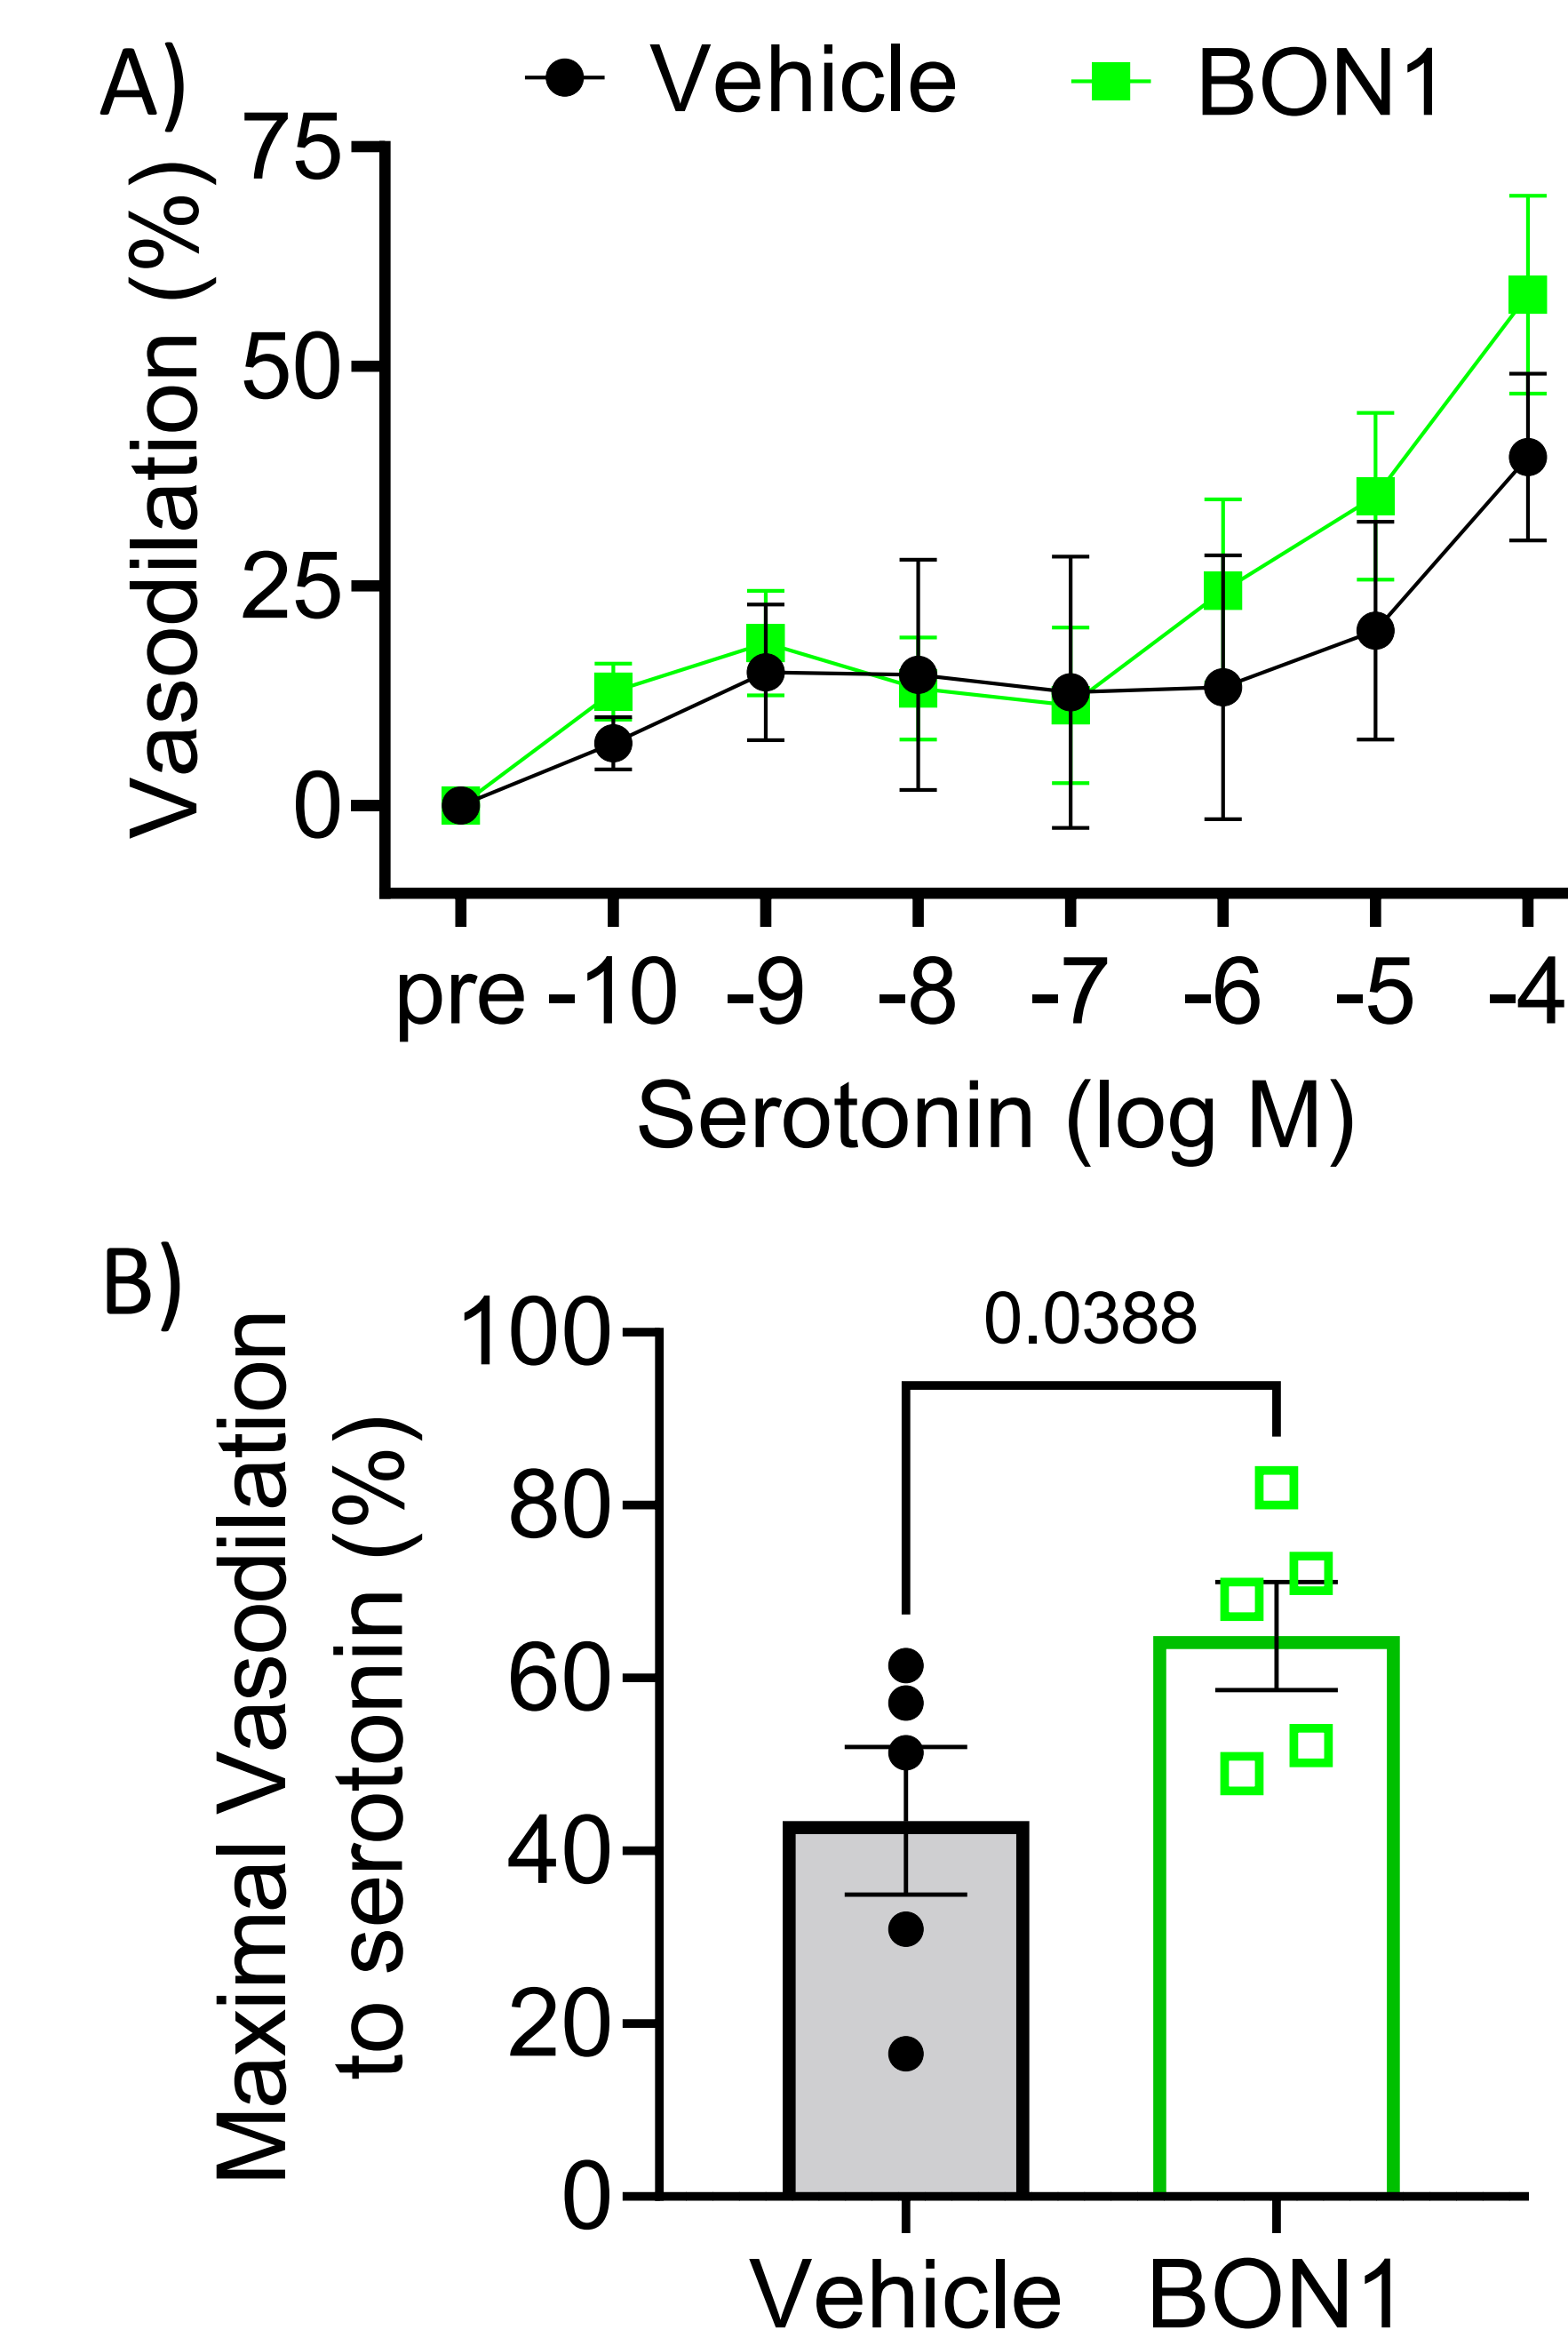 A)
Vehicle
BON1
75
50
25
0
Vasodilation (%)
pre -10 -9 -8 -7 -6 -5 -4
Serotonin (log M)
B)
0.0388
100
80
60
40
20
0
Maximal Vasodilation
to serotonin (%)
Vehicle BON1